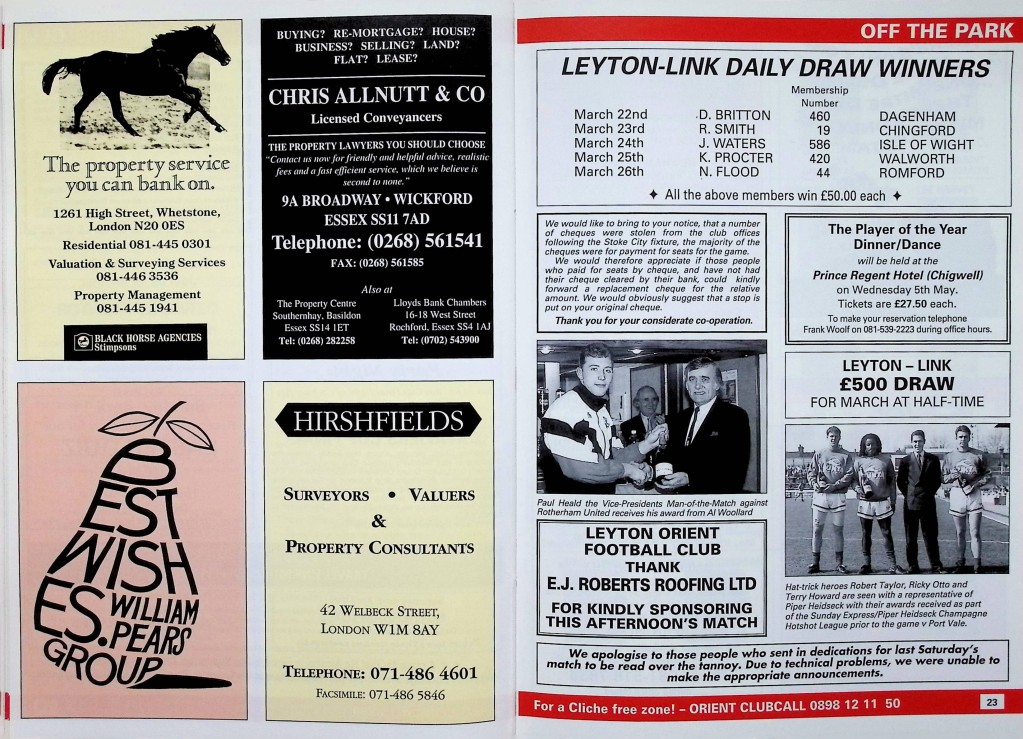 The property service
you can bank on.
1261 High Street, Whetstone,
London N20 0ES
Residential 081-445 0301
Valuation & Surveying Services
081-446 3536
Property Management
081-445 1941
BLACK HORSE AGENCIES
Stimpsons
BUYING? RE-MORTGAGE? HOUSE?
BUSINESS? SELLING? LAND?
FLAT? LEASE?
CHRIS ALLNUTT & CO
Licensed Conveyancers
THE PROPERTY LAWYERS YOU SHOULD CHOOSE
"Contact us now for friendly and helpful advice, realistic
fees and a fast efficient service, which we believe is
second to none."
9A BROADWAY • WICKFORD
ESSEX SS11 7AD
Telephone: (0268) 561541
FAX: (0268) 561585
Also at
The Property Centre
Southernhay, Basildon
Essex SS14 1ET
Tel: (0268) 282258
Lloyds Bank Chambers
16-18 West Street
Rochford, Essex SS4 1AJ
Tel: (0702) 543900
BEST
WISH
ES.
WILLIAM
PEARS
GROUP
HIRSHFIELDS
SURVEYORS • VALUERS
&
PROPERTY CONSULTANTS
42 WELBECK STREET,
LONDON W1M 8AY
TELEPHONE: 071-486 4601
FACSIMILE: 071-486 5846
OFF THE PARK
LEYTON-LINK DAILY DRAW WINNERS
Membership
Number
March 22nd D. BRITTON 460 DAGENHAM
March 23rd R. SMITH 19 CHINGFORD
March 24th J. WATERS 586 ISLE OF WIGHT
March 25th K. PROCTER 420 WALWORTH
March 26th N. FLOOD 44 ROMFORD
✦ All the above members win £50.00 each ✦
We would like to bring to your notice, that a number
of cheques were stolen from the club offices
following the Stoke City fixture, the majority of the
cheques were for payment for seats for the game.
We would therefore appreciate if those people
who paid for seats by cheque, and have not had
their cheque cleared by their bank, could kindly
forward a replacement cheque for the relative
amount. We would obviously suggest that a stop is
put on your original cheque.
Thank you for your considerate co-operation.
Paul Heald the Vice-Presidents Man-of-the-Match against
Rotherham United receives his award from Al Woollard
LEYTON ORIENT
FOOTBALL CLUB
THANK
E.J. ROBERTS ROOFING LTD
FOR KINDLY SPONSORING
THIS AFTERNOON'S MATCH
The Player of the Year
Dinner/Dance
will be held at the
Prince Regent Hotel (Chigwell)
on Wednesday 5th May.
Tickets are £27.50 each.
To make your reservation telephone
Frank Woolf on 081-539-2223 during office hours.
LEYTON – LINK
£500 DRAW
FOR MARCH AT HALF-TIME
Hat-trick heroes Robert Taylor, Ricky Otto and
Terry Howard are seen with a representative of
Piper Heidseck with their awards received as part
of the Sunday Express/Piper Heidseck Champagne
Hotshot League prior to the game v Port Vale.
We apologise to those people who sent in dedications for last Saturday's
match to be read over the tannoy. Due to technical problems, we were unable to
make the appropriate announcements.
For a Cliche free zone! – ORIENT CLUBCALL 0898 12 11 50
23